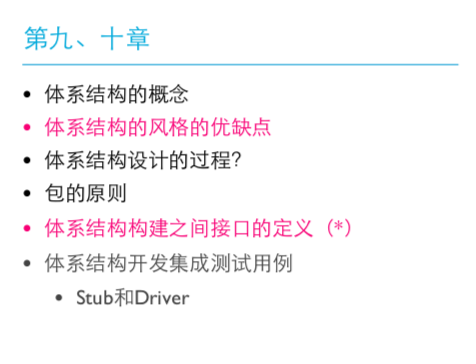 第九、十章
• 体系结构的概念
• 体系结构的风格的优缺点
• 体系结构设计的过程?
• 包的原则
• 体系结构构建之间接口的定义（*）
• 体系结构开发集成测试用例
• Stub和Driver